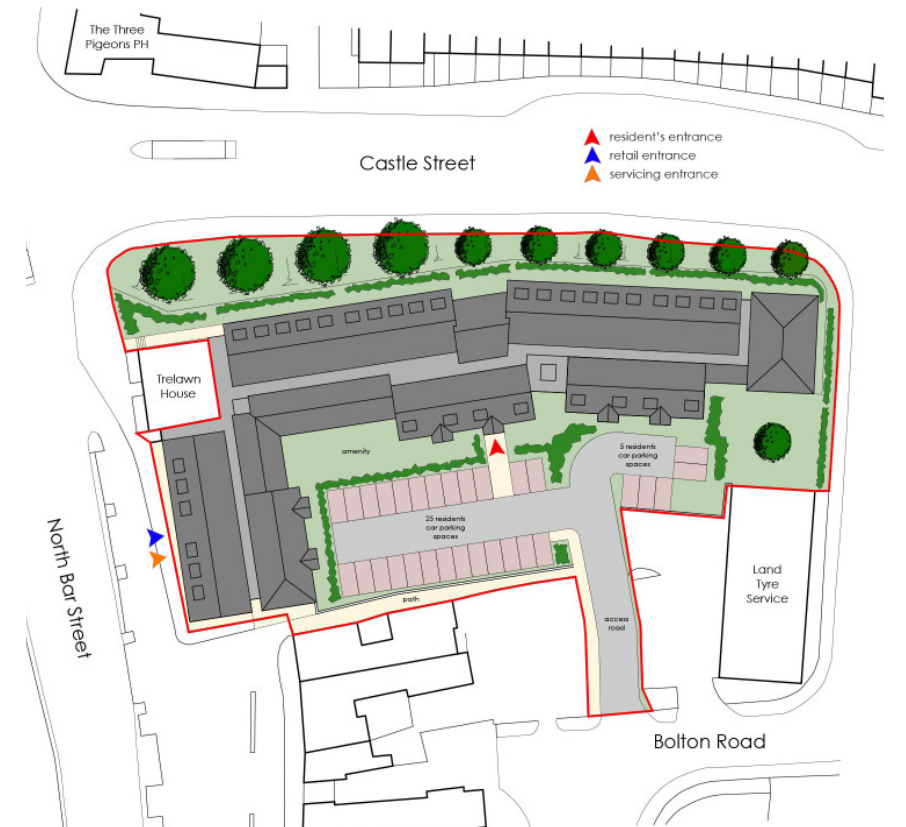 The Three
Pigeons PH
Castle Street
resident's entrance
retail entrance
servicing entrance
Trelawn
House
amenity
5 residents
car parking
spaces
25 residents
car parking
spaces
North Bar Street
path
access
road
Land
Tyre
Service
Bolton Road